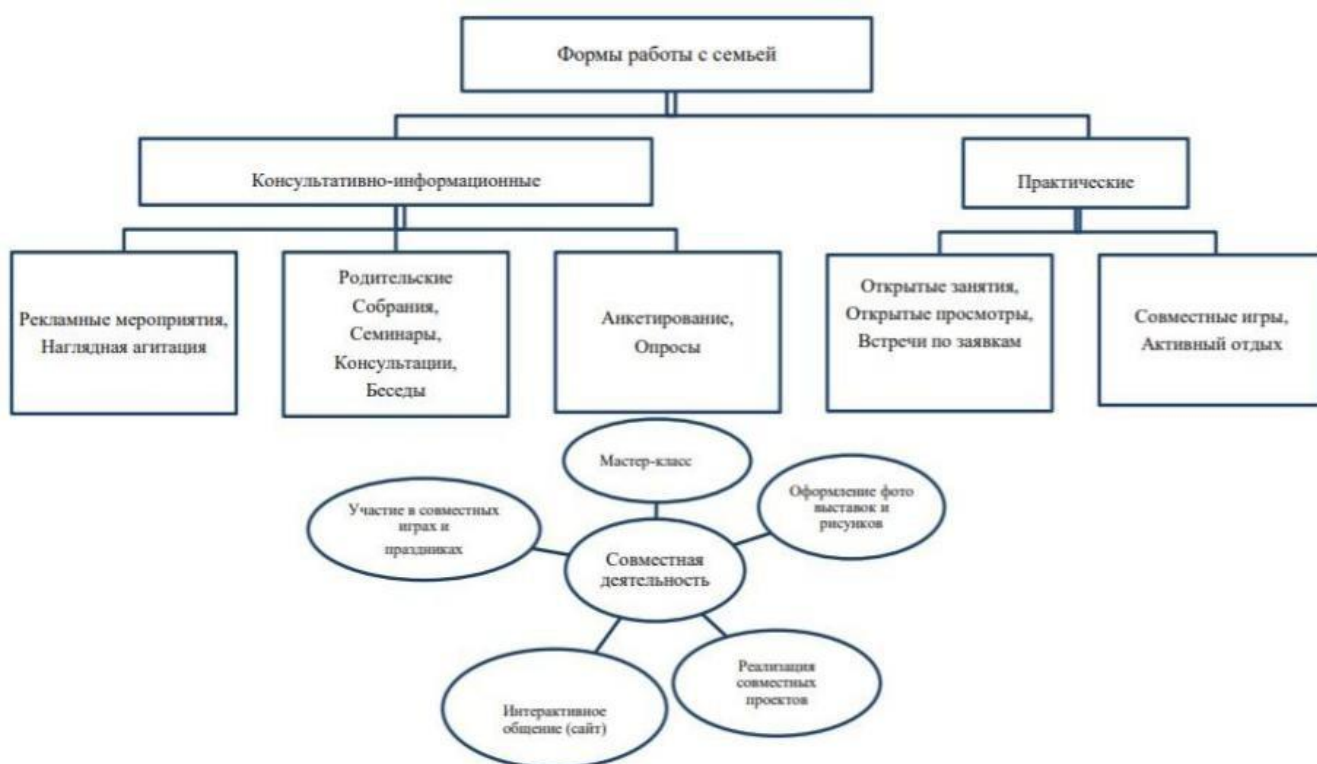 Формы работы с семьей
Консультативно-информационные
Практические
Рекламные мероприятия,
Наглядная агитация
Родительские
Собрания,
Семинары,
Консультации,
Беседы
Анкетирование,
Опросы
Открытые занятия,
Открытые просмотры,
Встречи по заявкам
Совместные игры,
Активный отдых
Мастер-класс
Участие в совместных
играх и
праздниках
Оформление фото
выставок и
рисунков
Совместная
деятельность
Интерактивное
общение (сайт)
Реализация
совместных
проектов